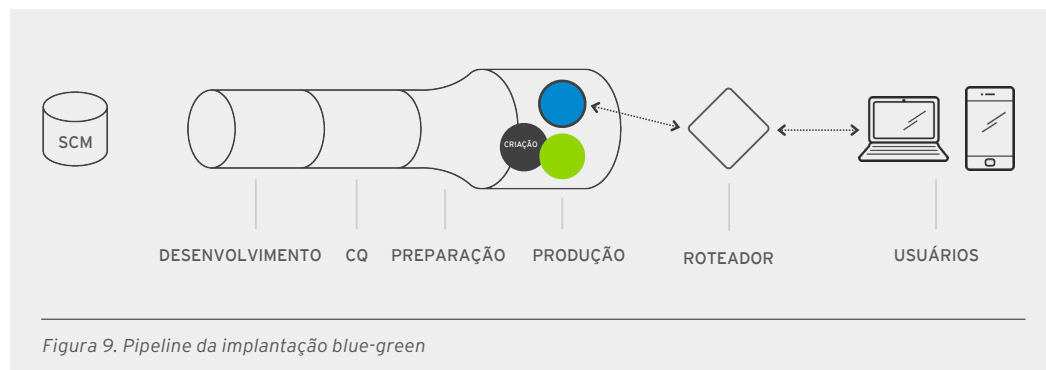 SCM
CRIAÇÃO
DESENVOLVIMENTO CQ PREPARAÇÃO PRODUÇÃO ROTEADOR USUÁRIOS
Figura 9. Pipeline da implantação blue-green